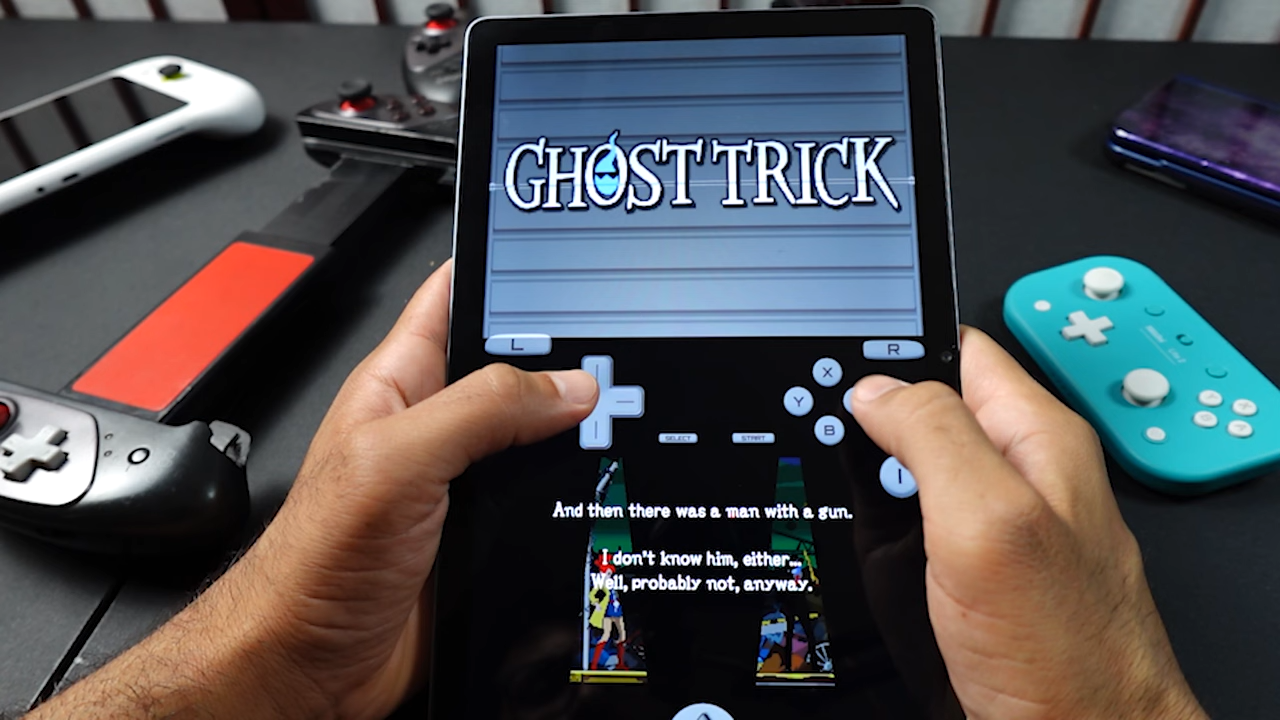 GHOST TRICK
L
R
X
Y
B
SELECT
START
And then there was a man with a gun.
I don't know him, either...
Well, probably not, anyway.